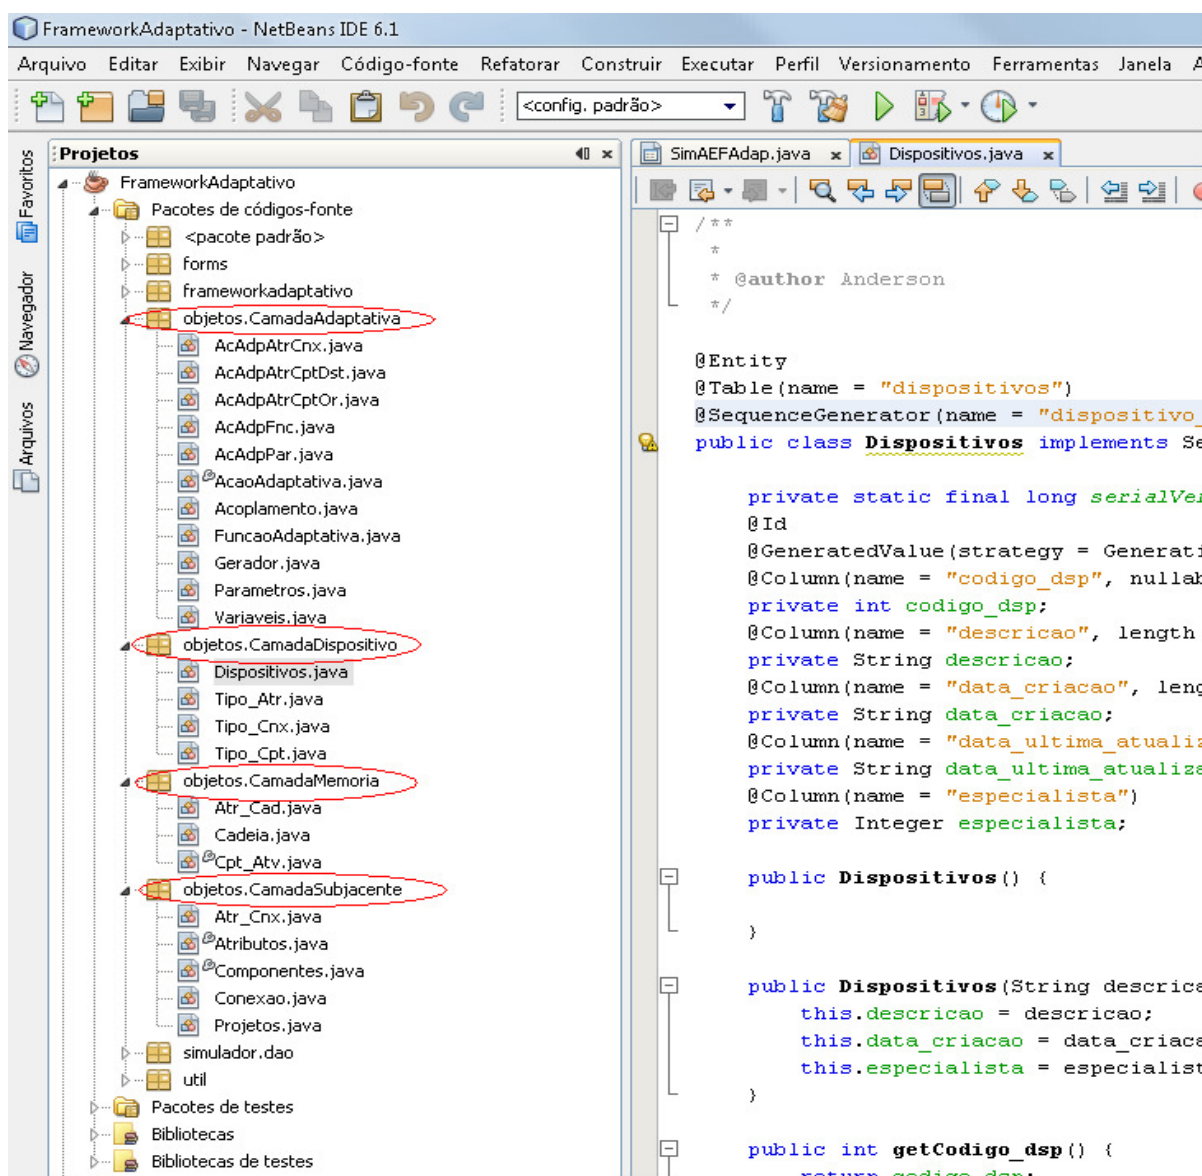 FrameworkAdaptativo - NetBeans IDE 6.1
Arquivo Editar Exibir Navegar Código-fonte Refatorar Construir Executar Perfil Versionamento Ferramentas Janela A
<config. padrão>
Favoritos
Navegador
Arquivos
Projetos
FrameworkAdaptativo
Pacotes de códigos-fonte
<pacote padrão>
forms
frameworkadaptativo
objetos.CamadaAdaptativa
AcAdpAtrCnx.java
AcAdpAtrCptDst.java
AcAdpAtrCptOr.java
AcAdpFnc.java
AcAdpPar.java
AcaoAdaptativa.java
Acoplamento.java
FuncaoAdaptativa.java
Gerador.java
Parametros.java
Variaveis.java
objetos.CamadaDispositivo
Dispositivos.java
Tipo_Atr.java
Tipo_Cnx.java
Tipo_Cpt.java
objetos.CamadaMemoria
Atr_Cad.java
Cadeia.java
Cpt_Atv.java
objetos.CamadaSubjacente
Atr_Cnx.java
Atributos.java
Componentes.java
Conexao.java
Projetos.java
simulador.dao
util
Pacotes de testes
Bibliotecas
Bibliotecas de testes
SimAEFAdap.java Dispositivos.java
/**
*
* @author Anderson
*/
@Entity
@Table(name = "dispositivos")
@SequenceGenerator(name = "dispositivo_
public class Dispositivos implements Se
private static final long serialVer
@Id
@GeneratedValue(strategy = Generati
@Column(name = "codigo_dsp", nullab
private int codigo_dsp;
@Column(name = "descricao", length
private String descricao;
@Column(name = "data_criacao", leng
private String data_criacao;
@Column(name = "data_ultima_atualiz
private String data_ultima_atualiza
@Column(name = "especialista")
private Integer especialista;
public Dispositivos() {
}
public Dispositivos(String descrica
this.descricao = descricao;
this.data_criacao = data_criaca
this.especialista = especialist
}
public int getCodigo_dsp() {
return codigo_dsp;